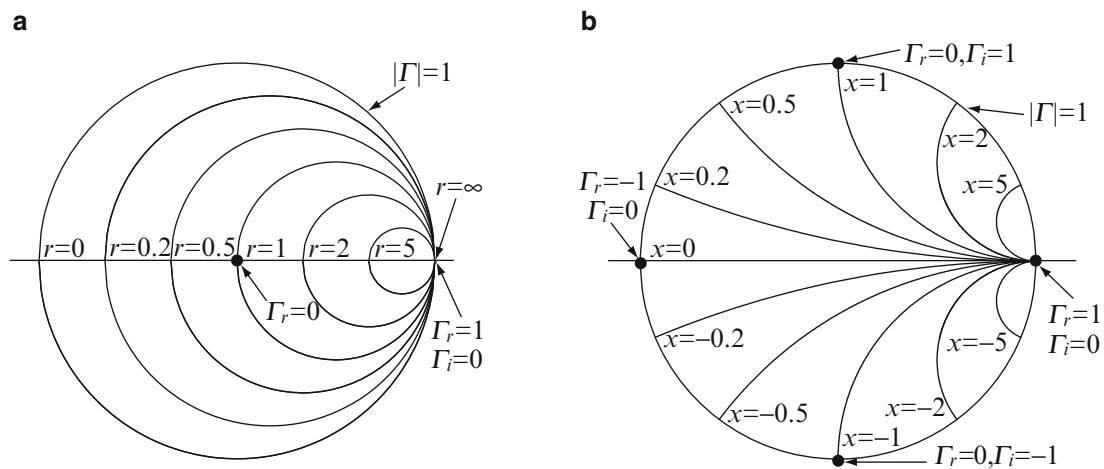 a
|Γ|=1
r=∞
r=0
r=0.2
r=0.5
r=1
r=2
r=5
Γr=0
Γr=1
Γi=0
b
Γr=0,Γi=1
x=1
x=0.5
|Γ|=1
x=2
Γr=–1
Γi=0
x=0.2
x=5
x=0
Γr=1
Γi=0
x=–0.2
x=–5
x=–0.5
x=–2
x=–1
Γr=0,Γi=–1